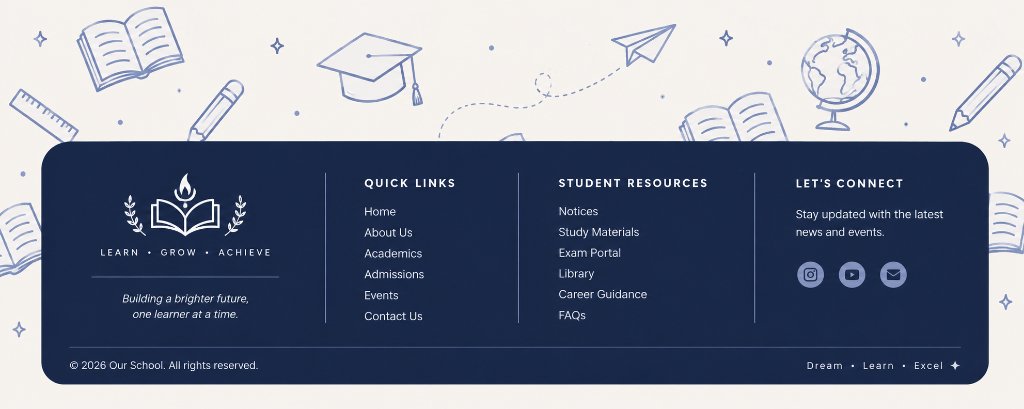 LEARN • GROW • ACHIEVE
Building a brighter future,
one learner at a time.
QUICK LINKS
Home
About Us
Academics
Admissions
Events
Contact Us
STUDENT RESOURCES
Notices
Study Materials
Exam Portal
Library
Career Guidance
FAQs
LET'S CONNECT
Stay updated with the latest
news and events.
© 2026 Our School. All rights reserved.
Dream • Learn • Excel